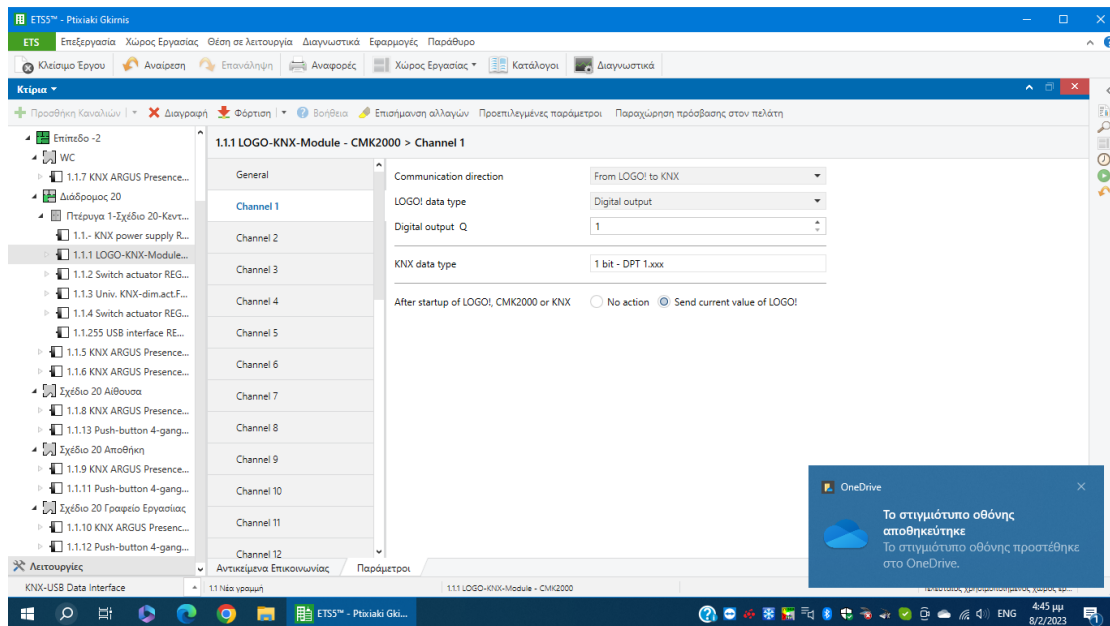 ETS5™ - Ptixiaki Gkirnis
ETS Επεξεργασία Χώρος Εργασίας Θέση σε λειτουργία Διαγνωστικά Εφαρμογές Παράθυρο
Κλείσιμο Έργου Αναίρεση Επανάληψη Αναφορές Χώρος Εργασίας Κατάλογοι Διαγνωστικά
Κτίρια
Προσθήκη Καναλιών Διαγραφή Φόρτιση Βοήθεια Επισήμανση αλλαγών Προεπιλεγμένες παράμετροι Παραχώρηση πρόσβασης στον πελάτη
Επίπεδο -2
WC
1.1.7 KNX ARGUS Presence...
Διάδρομος 20
Πτέρυγα 1-Σχέδιο 20-Κεντ...
1.1.- KNX power supply R...
1.1.1 LOGO-KNX-Module...
1.1.2 Switch actuator REG...
1.1.3 Univ. KNX-dim.act.F...
1.1.4 Switch actuator REG...
1.1.255 USB interface RE...
1.1.5 KNX ARGUS Presence...
1.1.6 KNX ARGUS Presence...
Σχέδιο 20 Αίθουσα
1.1.8 KNX ARGUS Presence...
1.1.13 Push-button 4-gang...
Σχέδιο 20 Αποθήκη
1.1.9 KNX ARGUS Presence...
1.1.11 Push-button 4-gang...
Σχέδιο 20 Γραφείο Εργασίας
1.1.10 KNX ARGUS Presenc...
1.1.12 Push-button 4-gang...
Λειτουργίες
1.1.1 LOGO-KNX-Module - CMK2000 > Channel 1
General
Channel 1
Channel 2
Channel 3
Channel 4
Channel 5
Channel 6
Channel 7
Channel 8
Channel 9
Channel 10
Channel 11
Channel 12
Communication direction From LOGO! to KNX
LOGO! data type Digital output
Digital output Q 1
KNX data type 1 bit - DPT 1.xxx
After startup of LOGO!, CMK2000 or KNX No action Send current value of LOGO!
Αντικείμενα Επικοινωνίας Παράμετροι
OneDrive
Το στιγμιότυπο οθόνης
αποθηκεύτηκε
Το στιγμιότυπο οθόνης προστέθηκε
στο OneDrive.
KNX-USB Data Interface 1.1 Νέα γραμμή 1.1.1 LOGO-KNX-Module - CMK2000
ETS5™ - Ptixiaki Gki... ENG 4:45 μμ
8/2/2023